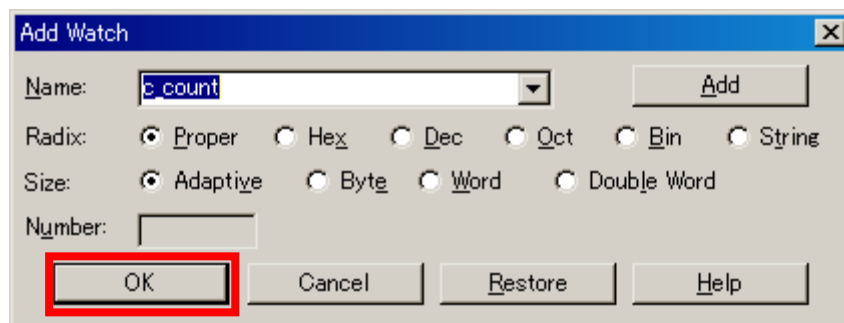 Add Watch
Name: c_count Add
Radix: Proper Hex Dec Oct Bin String
Size: Adaptive Byte Word Double Word
Number:
OK Cancel Restore Help